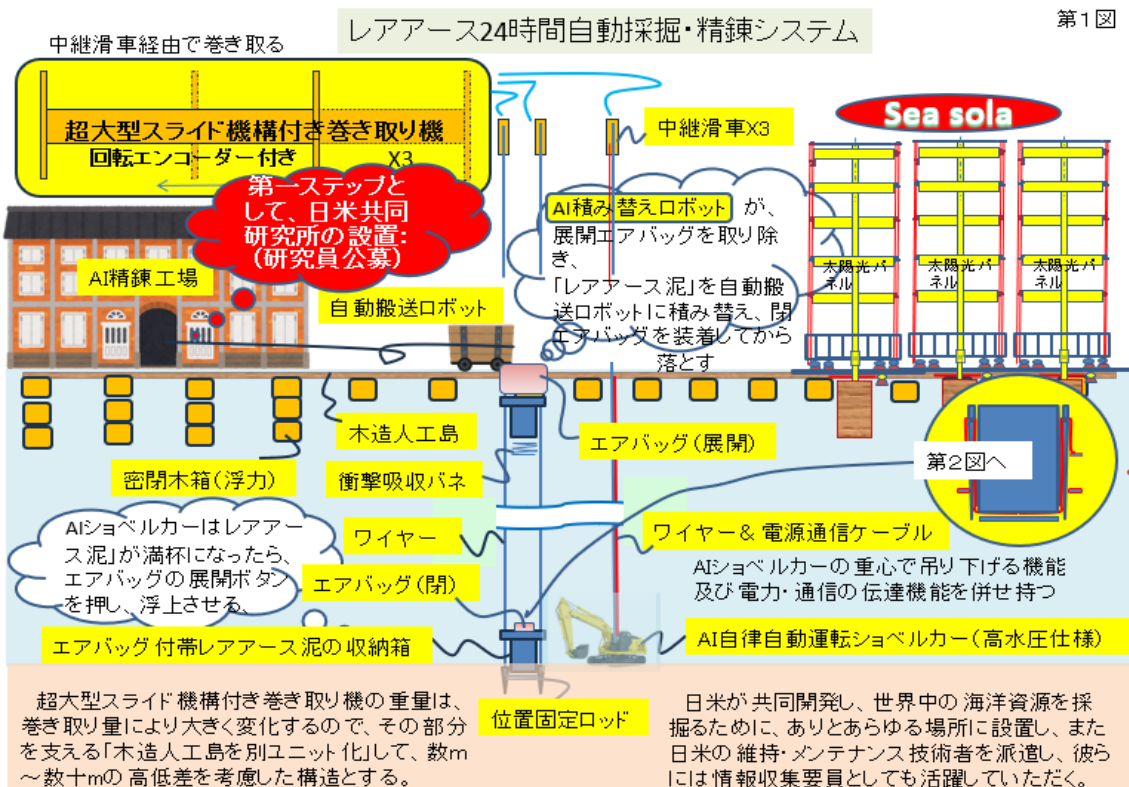 第1図
レアアース24時間自動採掘・精錬システム
中継滑車経由で巻き取る
超大型スライド機構付き巻き取り機
回転エンコーダー付き
X3
中継滑車X3
Sea sola
第一ステップと
して、日米共同
研究所の設置:
(研究員公募)
AI積み替えロボット が、
展開エアバッグを取り除
き、
「レアアース泥」を自動搬
送ロボットに積み替え、閉
エアバッグを装着してから
落とす
太陽光パ
ネル
太陽光パ
ネル
太陽光パ
ネル
AI精錬工場
自動搬送ロボット
木造人工島
エアバッグ(展開)
密閉木箱(浮力)
衝撃吸収バネ
第2図へ
AIショベルカーはレアアー
ス泥」が満杯になったら、
エアバッグの展開ボタン
を押し、浮上させる、
ワイヤー
ワイヤー& 電源通信ケーブル
AIショベルカーの重心で吊り下げる機能
及び電力・通信の伝達機能を併せ持つ
エアバッグ(閉)
エアバッグ付帯レアアース泥の収納箱
AI自律自動運転ショベルカー(高水圧仕様)
位置固定ロッド
超大型スライド機構付き巻き取り機の重量は、
巻き取り量により大きく変化するので、その部分
を支える「木造人工島を別ユニット化」して、数m
~数十mの高低差を考慮した構造とする。
日米が共同開発し、世界中の海洋資源を採
掘るために、ありとあらゆる場所に設置し、また
日米の維持・メンテナンス技術者を派遣し、彼ら
には情報収集要員としても活躍していただく。